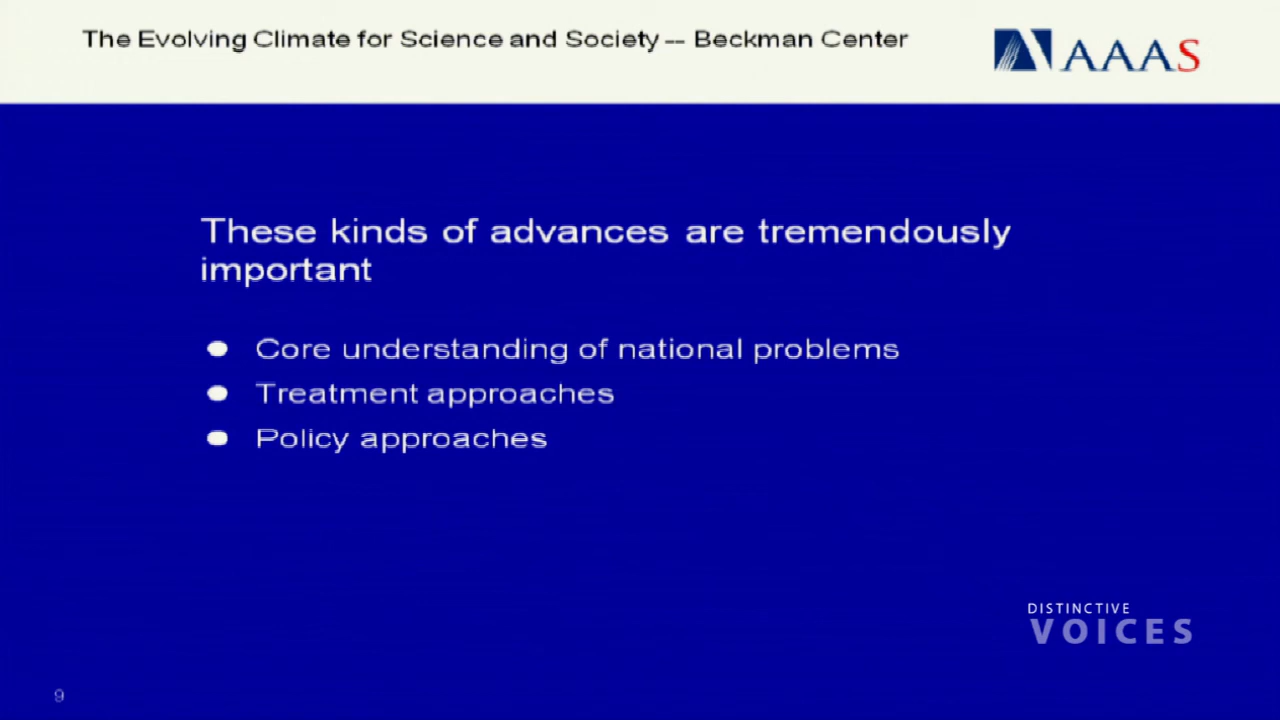 The Evolving Climate for Science and Society -- Beckman Center
AAAS
These kinds of advances are tremendously
important
Core understanding of national problems
Treatment approaches
Policy approaches
DISTINCTIVE
VOICES
9